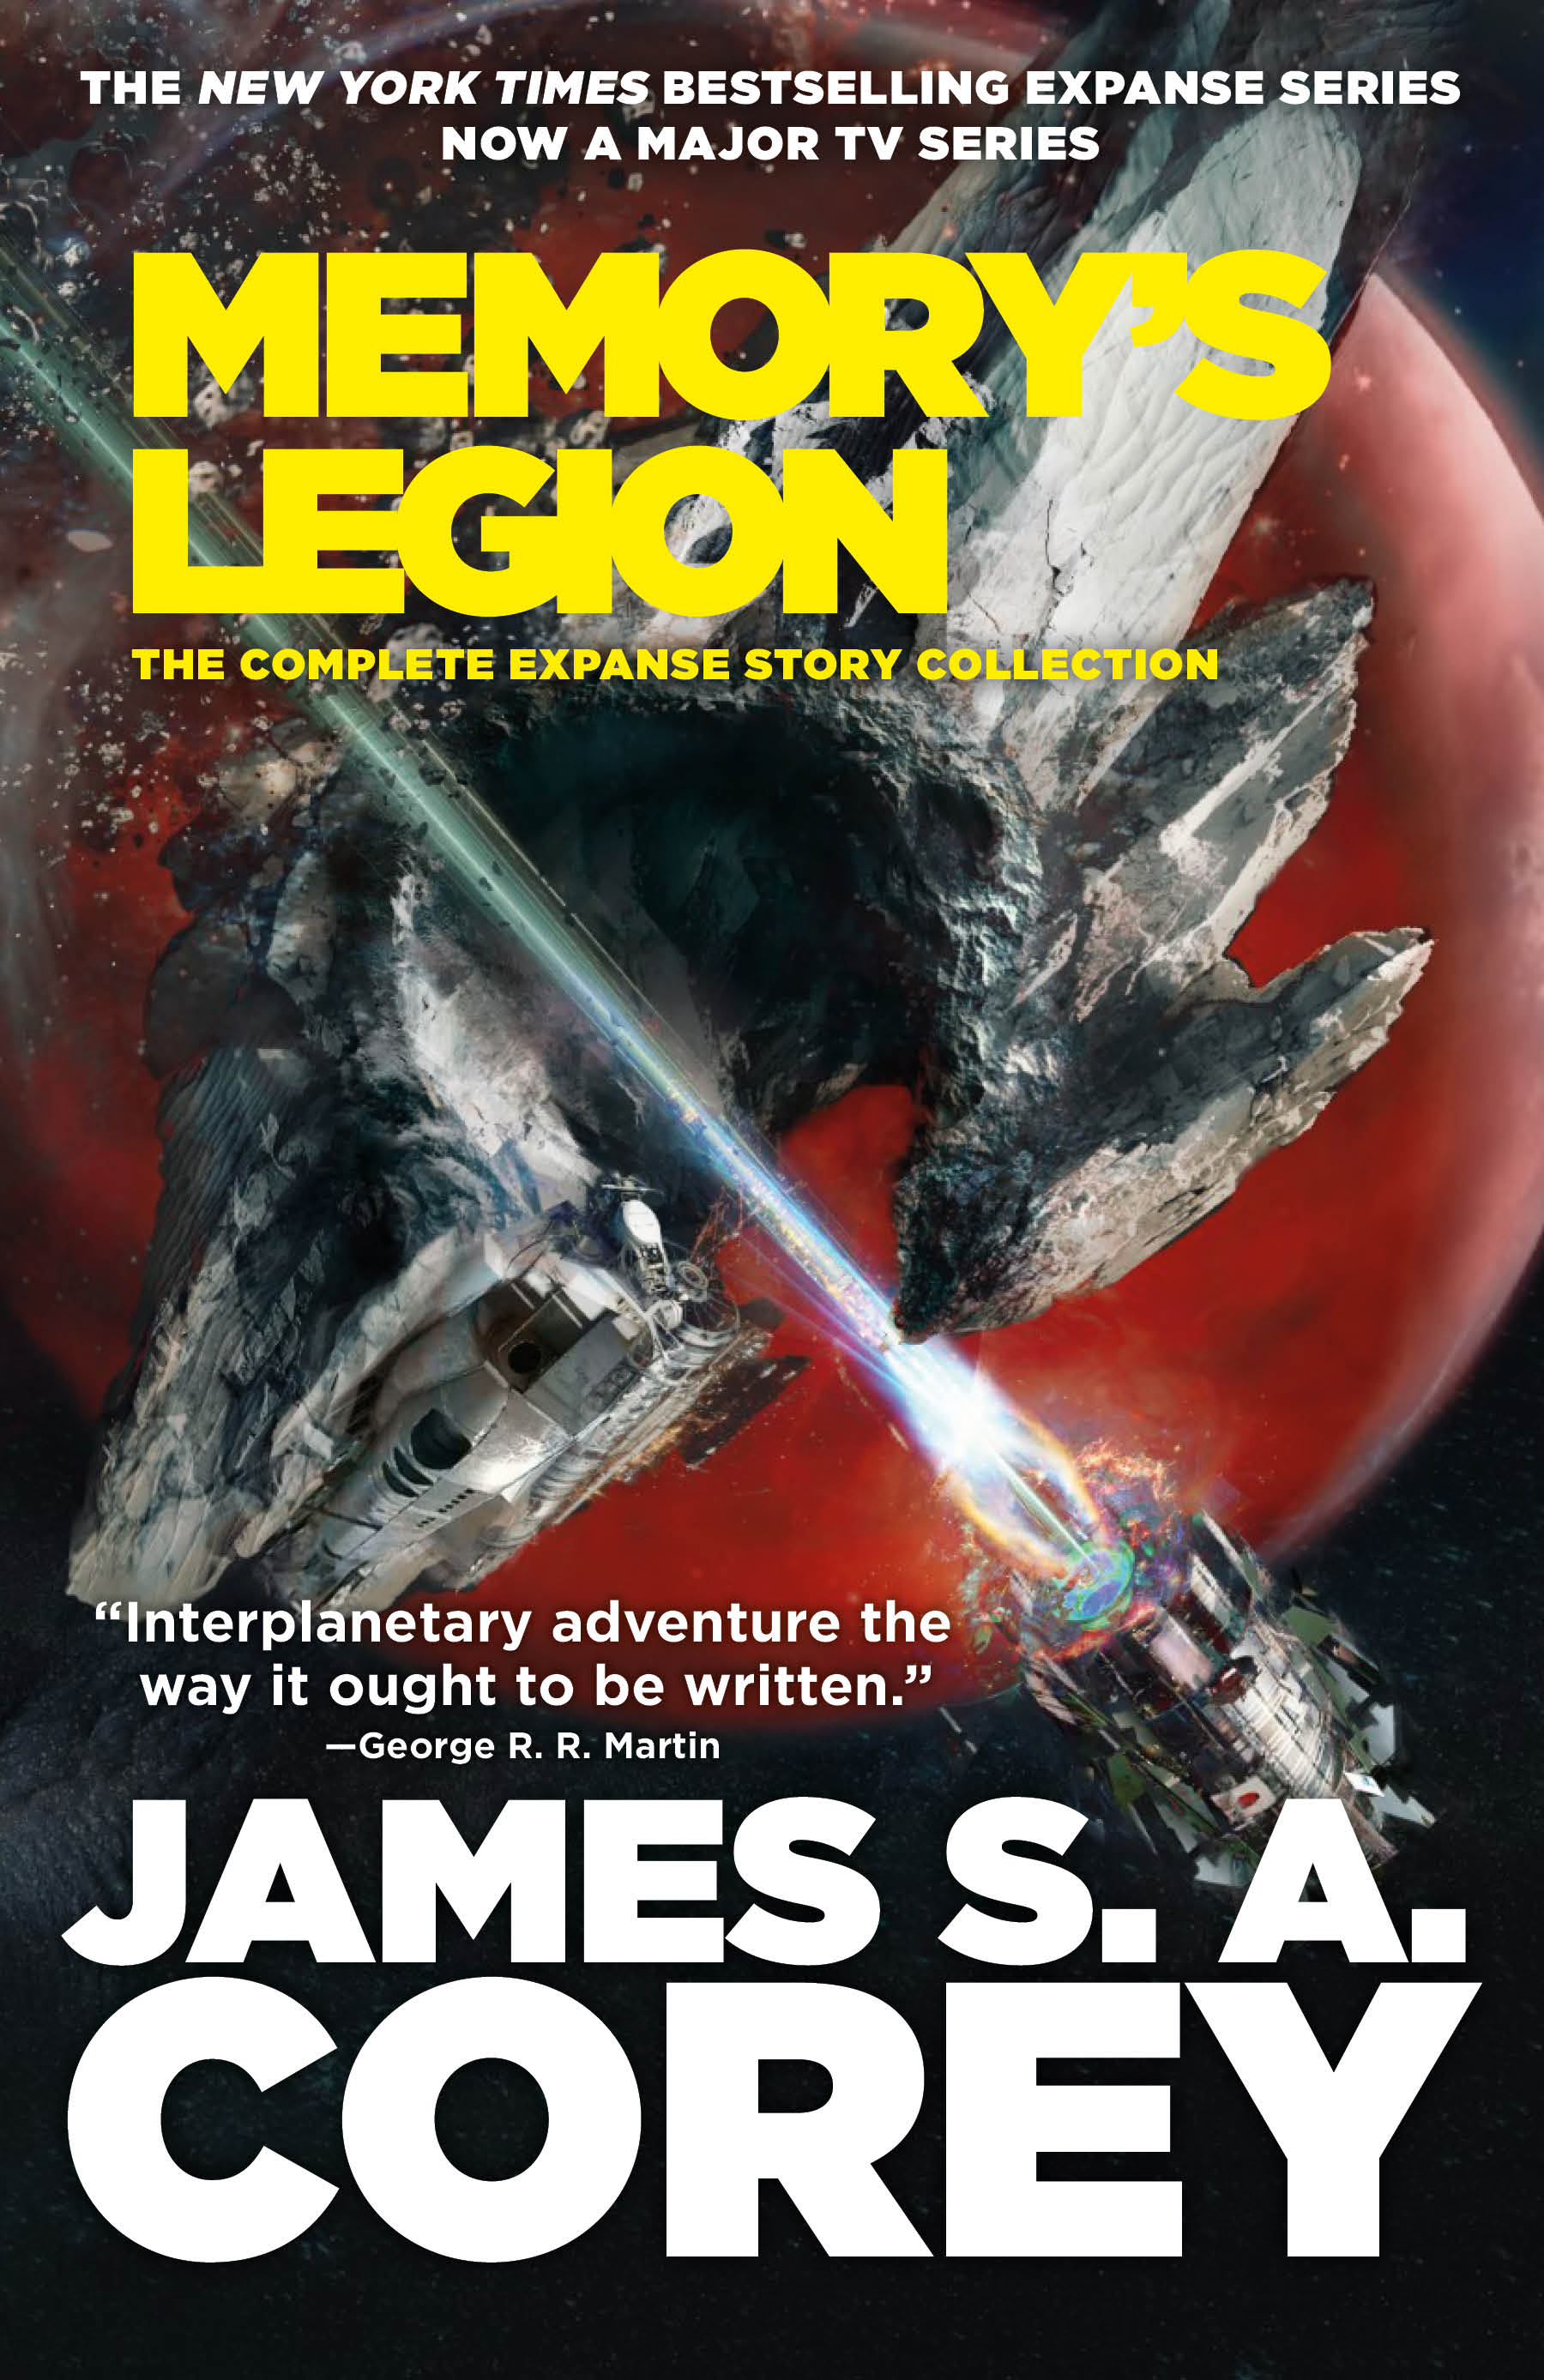 THE NEW YORK TIMES BESTSELLING EXPANSE SERIES
NOW A MAJOR TV SERIES
MEMORY’S
LEGION
THE COMPLETE EXPANSE STORY COLLECTION
“Interplanetary adventure the
way it ought to be written.”
—George R. R. Martin
JAMES S. A.
COREY